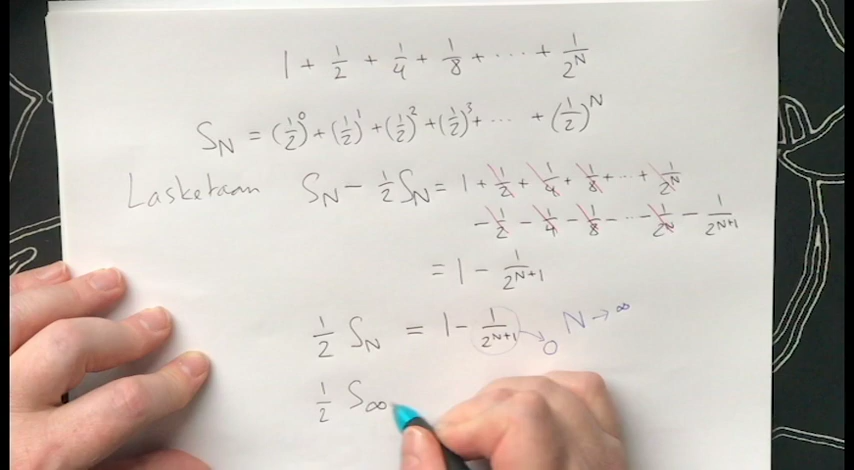 1 + 1/2 + 1/4 + 1/8 + ··· + 1/2^N
S_N = (1/2)^0 + (1/2)^1 + (1/2)^2 + (1/2)^3 + ··· + (1/2)^N
Lasketaan S_N − 1/2 S_N = 1 + 1/2 + 1/4 + 1/8 + ··· + 1/2^N
− 1/2 − 1/4 − 1/8 − ··· − 1/2^N − 1/2^(N+1)
= 1 − 1/2^(N+1)
1/2 S_N = 1 − 1/2^(N+1) → 0 N → ∞
1/2 S_∞